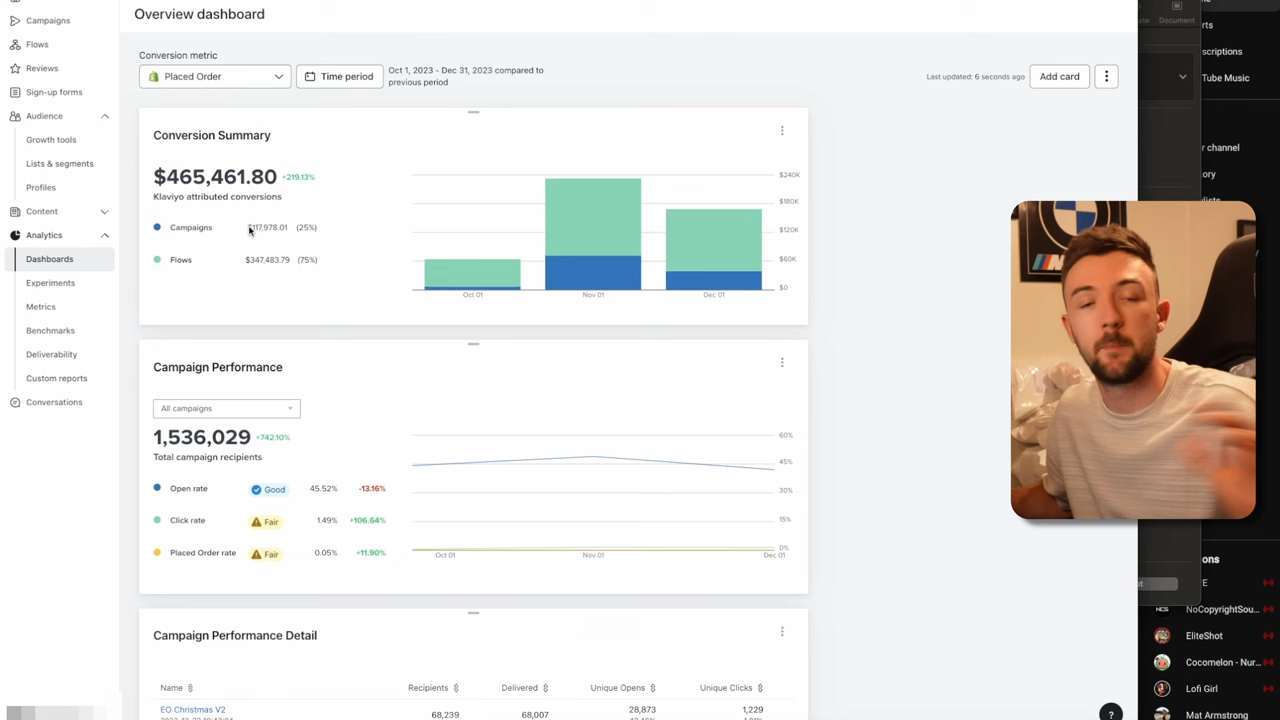 Overview dashboard
Campaigns
Flows
Reviews
Sign-up forms
Audience
Growth tools
Lists & segments
Profiles
Content
Analytics
Dashboards
Experiments
Metrics
Benchmarks
Deliverability
Custom reports
Conversations
Conversion metric
Placed Order
Time period
Oct 1, 2023 - Dec 31, 2023 compared to
previous period
Last updated: 6 seconds ago
Add card
Conversion Summary
$465,461.80 +219.13%
Klaviyo attributed conversions
Campaigns $117,978.01 (25%)
Flows $347,483.79 (75%)
$240K
$180K
$120K
$60K
$0
Oct 01 Nov 01 Dec 01
Campaign Performance
All campaigns
1,536,029 +742.10%
Total campaign recipients
Open rate Good 45.52% -13.16%
Click rate Fair 1.49% +106.64%
Placed Order rate Fair 0.05% +11.90%
60%
45%
30%
15%
0%
Oct 01 Nov 01 Dec 01
Campaign Performance Detail
Name Recipients Delivered Unique Opens Unique Clicks
EO Christmas V2 68,239 68,007 28,873 1,229
?
Document
rts
scriptions
Tube Music
r channel
ory
ons
NCS NoCopyrightSou...
EliteShot
Cocomelon - Nur...
Lofi Girl
Mat Armstrong